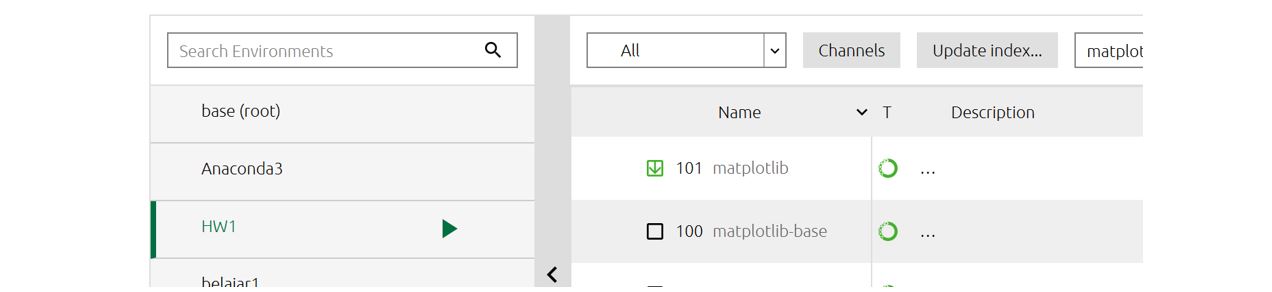 Search Environments
All
Channels
Update index...
matplot
base (root)
Name
T
Description
Anaconda3
101 matplotlib
...
HW1
100 matplotlib-base
...
belajar1